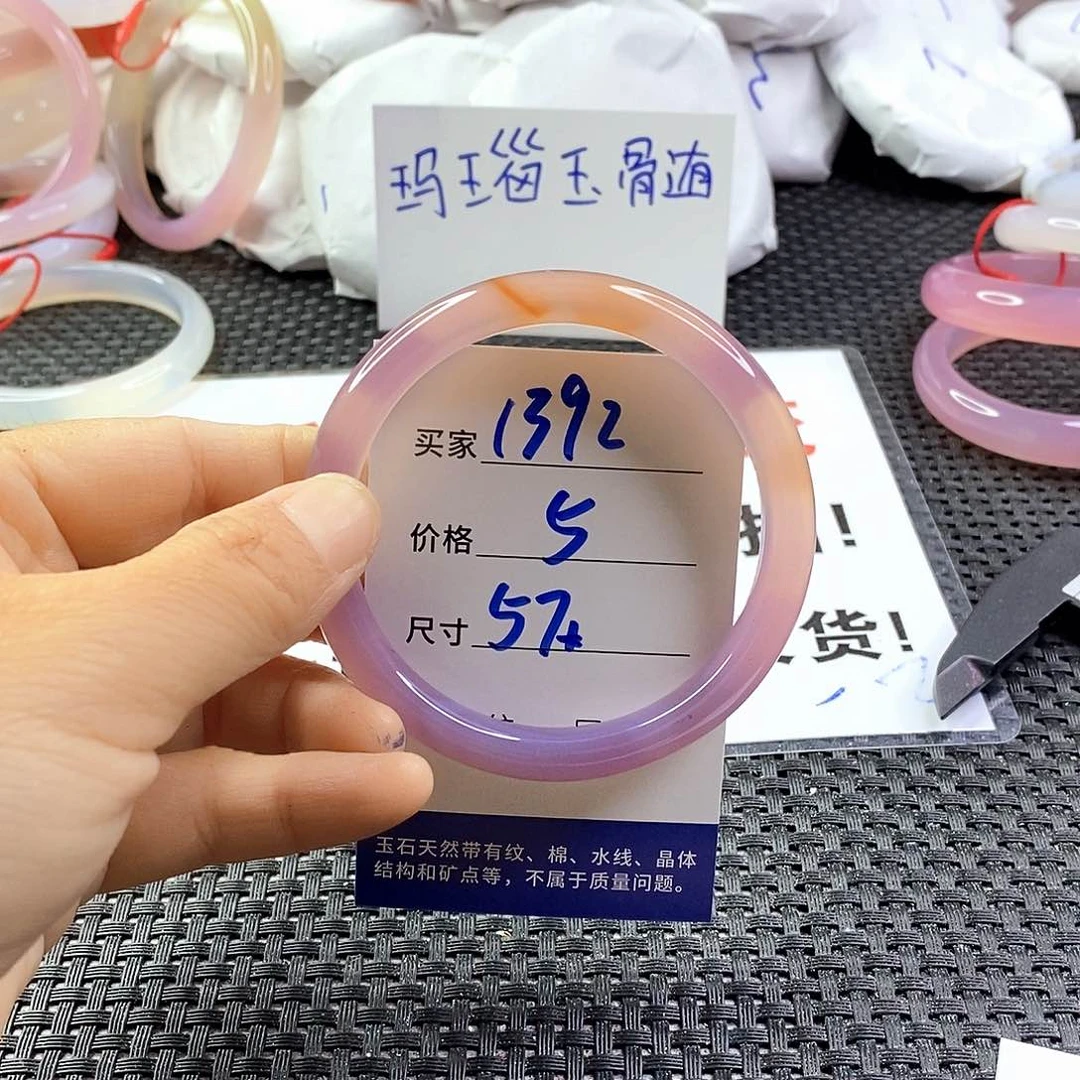 玛瑙玉骨髄
买家 1392
价格 5
尺寸 57+
玉石天然带有纹、棉、水线、晶体
结构和矿点等，不属于质量问题。
!
货!